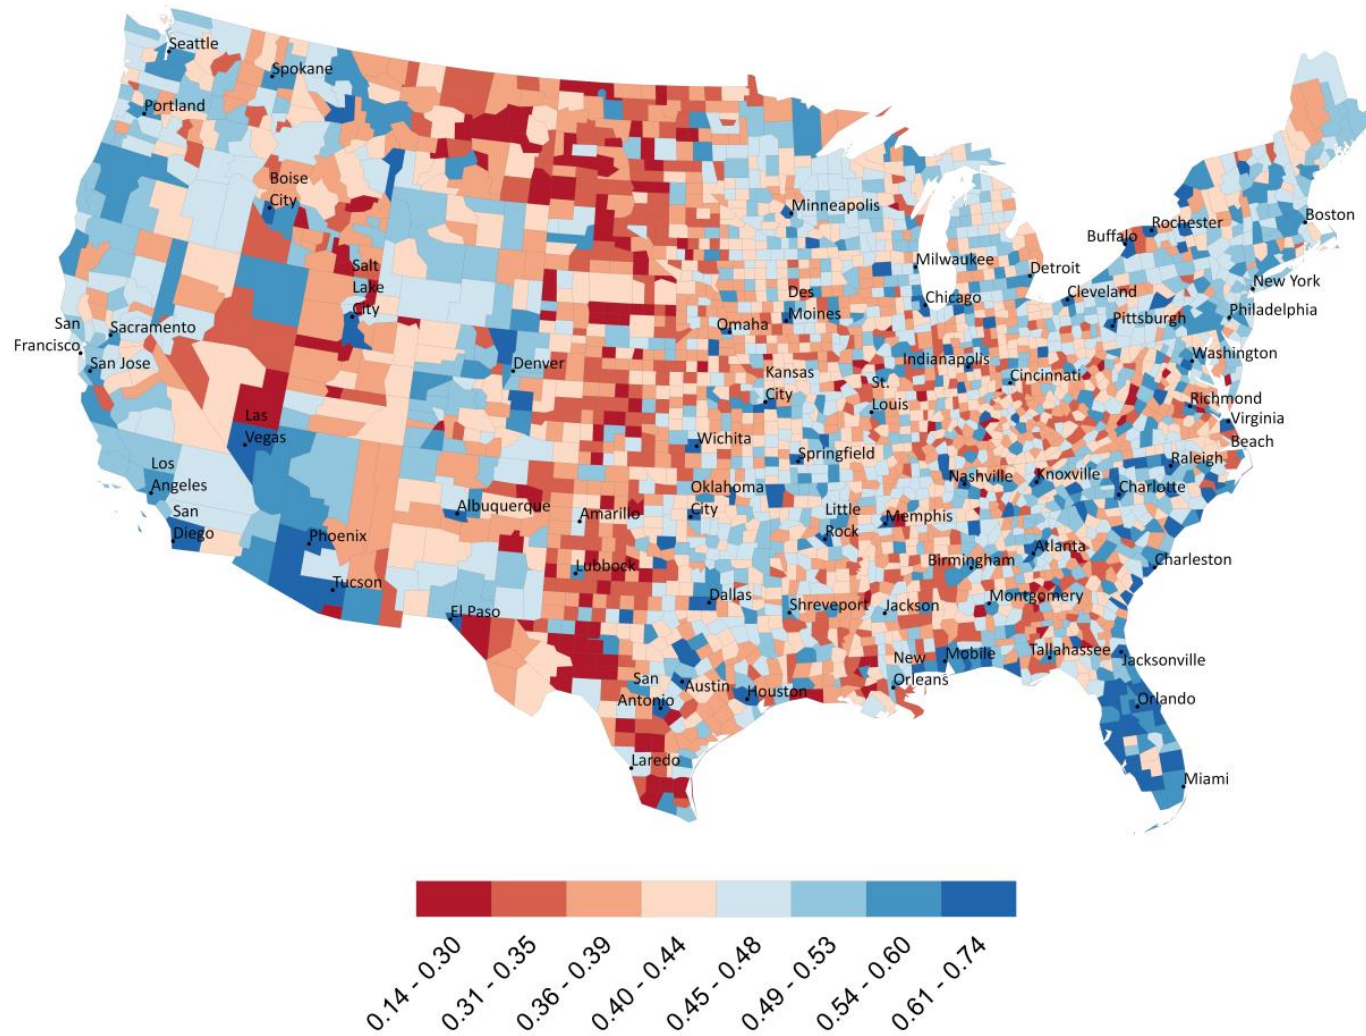 Seattle
Spokane
Portland
Boise
City
Minneapolis
Rochester
Boston
Buffalo
Milwaukee
Detroit
Salt
Lake
City
Chicago
Cleveland
New York
Des
Moines
Philadelphia
Pittsburgh
San
Francisco
Sacramento
San Jose
Omaha
Denver
Indianapolis
Washington
Kansas
City
St.
Louis
Cincinnati
Richmond
Virginia
Beach
Las
Vegas
Wichita
Springfield
Raleigh
Los
Angeles
Oklahoma
City
Nashville
Knoxville
Charlotte
San
Diego
Albuquerque
Amarillo
Little
Rock
Memphis
Phoenix
Birmingham
Atlanta
Charleston
Tucson
Lubbock
El Paso
Dallas
Shreveport
Jackson
Montgomery
New
Orleans
Mobile
Tallahassee
Jacksonville
San
Antonio
Austin
Houston
Orlando
Laredo
Miami
0.14 - 0.30
0.31 - 0.35
0.36 - 0.39
0.40 - 0.44
0.45 - 0.48
0.49 - 0.53
0.54 - 0.60
0.61 - 0.74